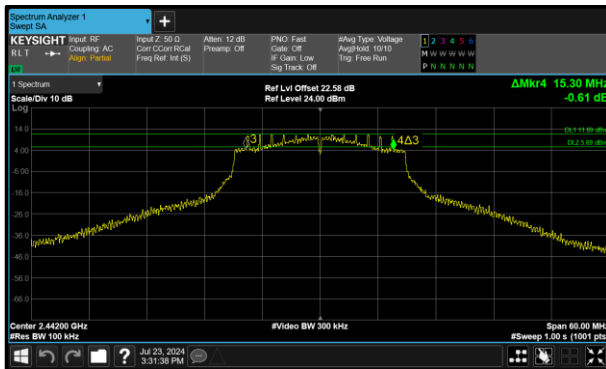 Spectrum Analyzer 1
Swept SA
KEYSIGHT
RLT
Input: RF
Coupling: AC
Align: Partial
Input Z: 50 Ω
Corr CCorr RCal
Freq Ref: Int (S)
Atten: 12 dB
Preamp: Off
PNO: Fast
Gate: Off
IF Gain: Low
Sig Track: Off
#Avg Type: Voltage
Avg|Hold: 10/10
Trig: Free Run
1 2 3 4 5 6
M W W W W W
P N N N N N
1 Spectrum
Scale/Div 10 dB
Ref Lvl Offset 22.58 dB
Ref Level 24.00 dBm
ΔMkr4 15.30 MHz
-0.61 dB
Log
14.0
4.00
-6.00
-16.0
-26.0
-36.0
-46.0
-56.0
-66.0
3
4Δ3
DL1 11.69 dBm
DL2 5.69 dBm
Center 2.44200 GHz
#Res BW 100 kHz
#Video BW 300 kHz
Span 60.00 MHz
#Sweep 1.00 s (1001 pts)
?
Jul 23, 2024
3:31:38 PM